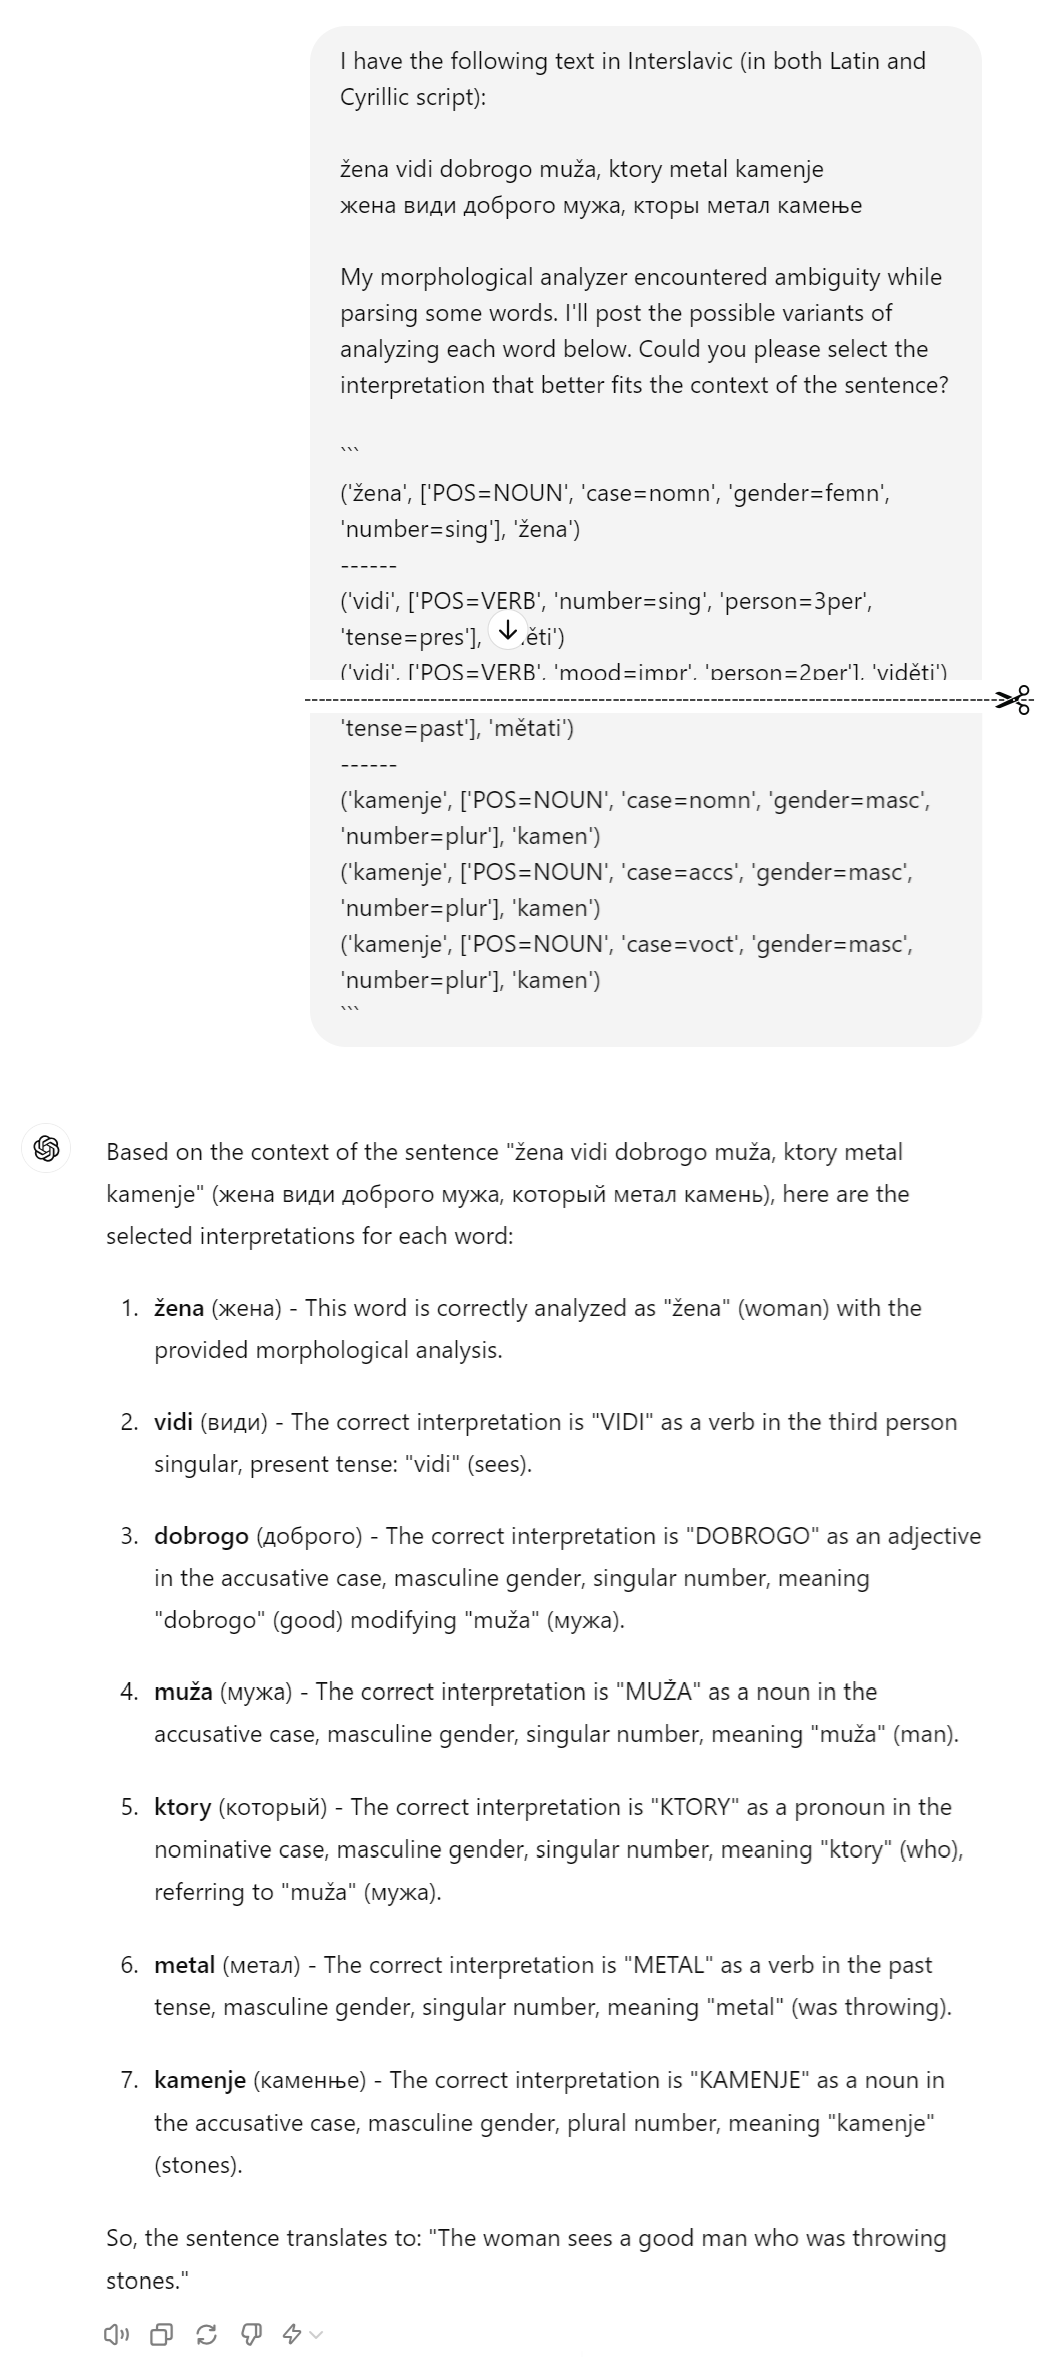 I have the following text in Interslavic (in both Latin and
Cyrillic script):
žena vidi dobrogo muža, ktory metal kamenje
жена види доброго мужа, кторы метал камење
My morphological analyzer encountered ambiguity while
parsing some words. I'll post the possible variants of
analyzing each word below. Could you please select the
interpretation that better fits the context of the sentence?
```
('žena', ['POS=NOUN', 'case=nomn', 'gender=femn',
'number=sing'], 'žena')
------
('vidi', ['POS=VERB', 'number=sing', 'person=3per',
'tense=pres'], ěti')
('vidi', ['POS=VERB', 'mood=impr', 'person=2per'], 'viděti')
'tense=past'], 'mětati')
------
('kamenje', ['POS=NOUN', 'case=nomn', 'gender=masc',
'number=plur'], 'kamen')
('kamenje', ['POS=NOUN', 'case=accs', 'gender=masc',
'number=plur'], 'kamen')
('kamenje', ['POS=NOUN', 'case=voct', 'gender=masc',
'number=plur'], 'kamen')
```
Based on the context of the sentence "žena vidi dobrogo muža, ktory metal
kamenje" (жена види доброго мужа, который метал камень), here are the
selected interpretations for each word:
1. žena (жена) - This word is correctly analyzed as "žena" (woman) with the
provided morphological analysis.
2. vidi (види) - The correct interpretation is "VIDI" as a verb in the third person
singular, present tense: "vidi" (sees).
3. dobrogo (доброго) - The correct interpretation is "DOBROGO" as an adjective
in the accusative case, masculine gender, singular number, meaning
"dobrogo" (good) modifying "muža" (мужа).
4. muža (мужа) - The correct interpretation is "MUŽA" as a noun in the
accusative case, masculine gender, singular number, meaning "muža" (man).
5. ktory (который) - The correct interpretation is "KTORY" as a pronoun in the
nominative case, masculine gender, singular number, meaning "ktory" (who),
referring to "muža" (мужа).
6. metal (метал) - The correct interpretation is "METAL" as a verb in the past
tense, masculine gender, singular number, meaning "metal" (was throwing).
7. kamenje (каменње) - The correct interpretation is "KAMENJE" as a noun in
the accusative case, masculine gender, plural number, meaning "kamenje"
(stones).
So, the sentence translates to: "The woman sees a good man who was throwing
stones."